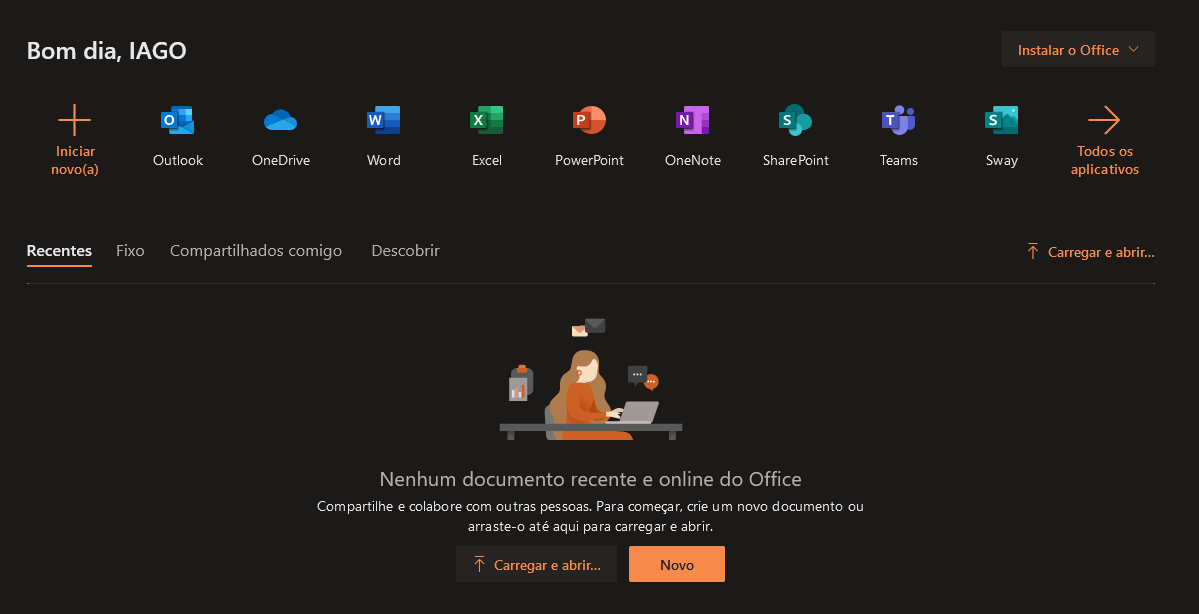 Bom dia, IAGO
Instalar o Office
Iniciar
novo(a)
Outlook
OneDrive
Word
Excel
PowerPoint
OneNote
SharePoint
Teams
Sway
Todos os
aplicativos
Recentes
Fixo
Compartilhados comigo
Descobrir
Carregar e abrir...
Nenhum documento recente e online do Office
Compartilhe e colabore com outras pessoas. Para começar, crie um novo documento ou
arraste-o até aqui para carregar e abrir.
Carregar e abrir...
Novo